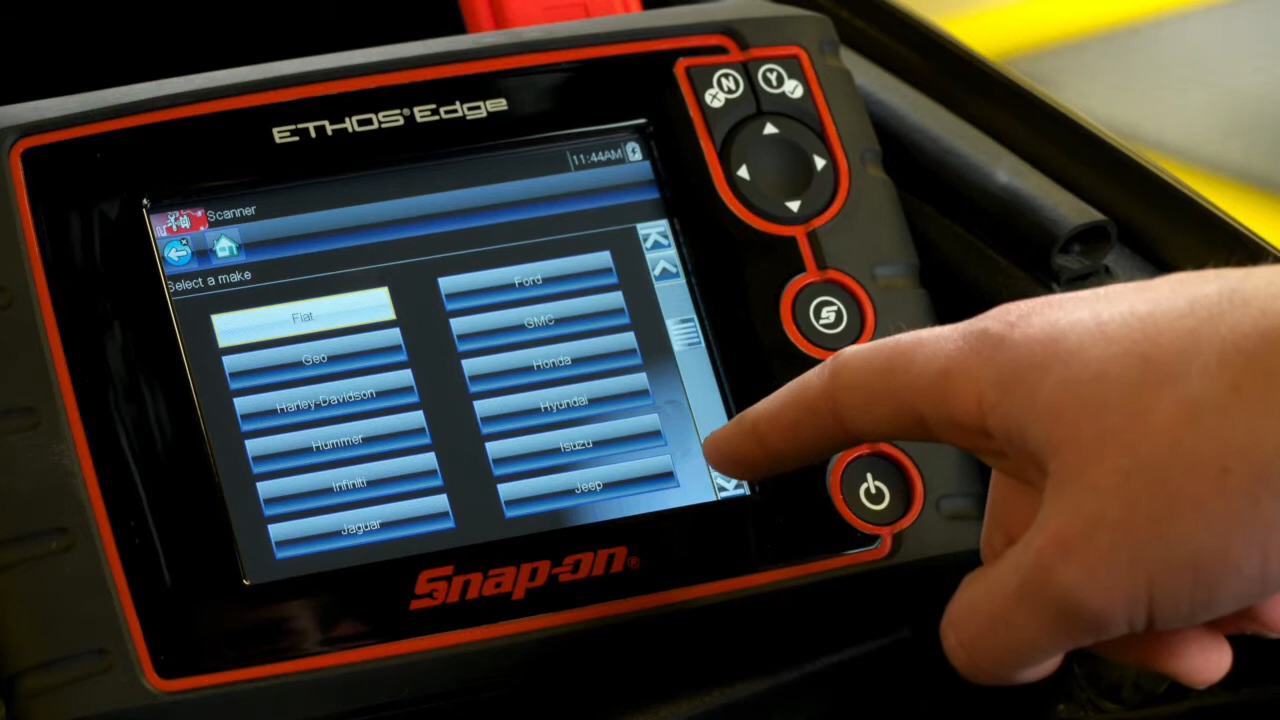 ETHOS® Edge
N
Y
11:44AM
Scanner
Select a make
Fiat
Ford
Geo
GMC
Harley-Davidson
Honda
Hummer
Hyundai
Infiniti
Isuzu
Jaguar
Jeep
S
Snap-on®